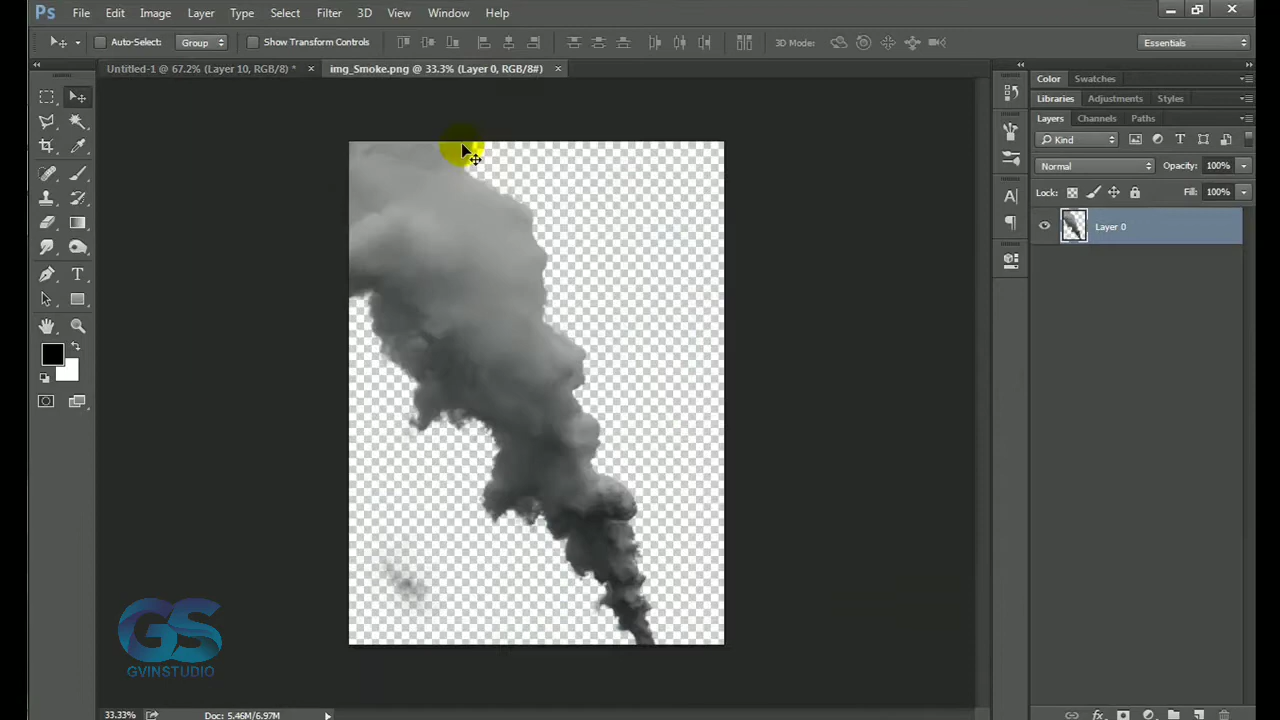 Ps File Edit Image Layer Type Select Filter 3D View Window Help
Auto-Select: Group Show Transform Controls 3D Mode: Essentials
Untitled-1 @ 67.2% (Layer 10, RGB/8) * × img_Smoke.png @ 33.3% (Layer 0, RGB/8#) ×
Color Swatches
Libraries Adjustments Styles
Layers Channels Paths
Kind
Normal Opacity: 100%
Lock: Fill: 100%
Layer 0
GS
GVINSTUDIO
33.33% Doc: 5.46M/6.97M